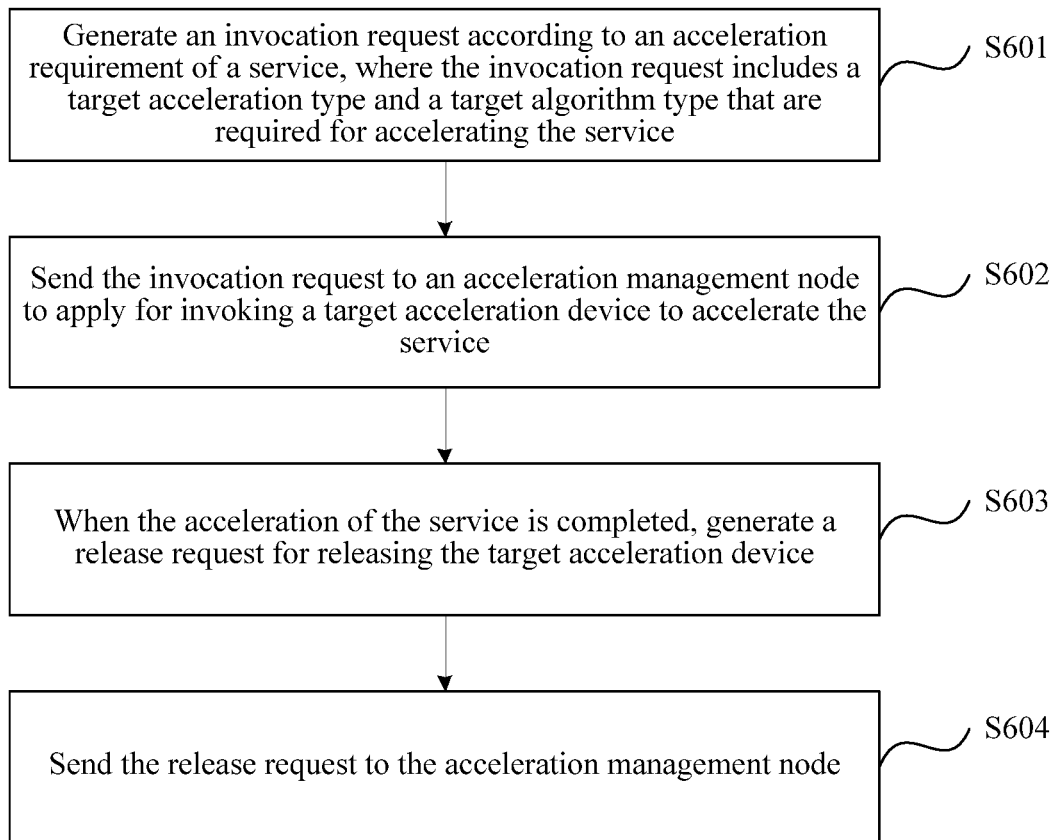 Generate an invocation request according to an acceleration
requirement of a service, where the invocation request includes a
target acceleration type and a target algorithm type that are
required for accelerating the service
S601
Send the invocation request to an acceleration management node
to apply for invoking a target acceleration device to accelerate the
service
S602
When the acceleration of the service is completed, generate a
release request for releasing the target acceleration device
S603
Send the release request to the acceleration management node
S604